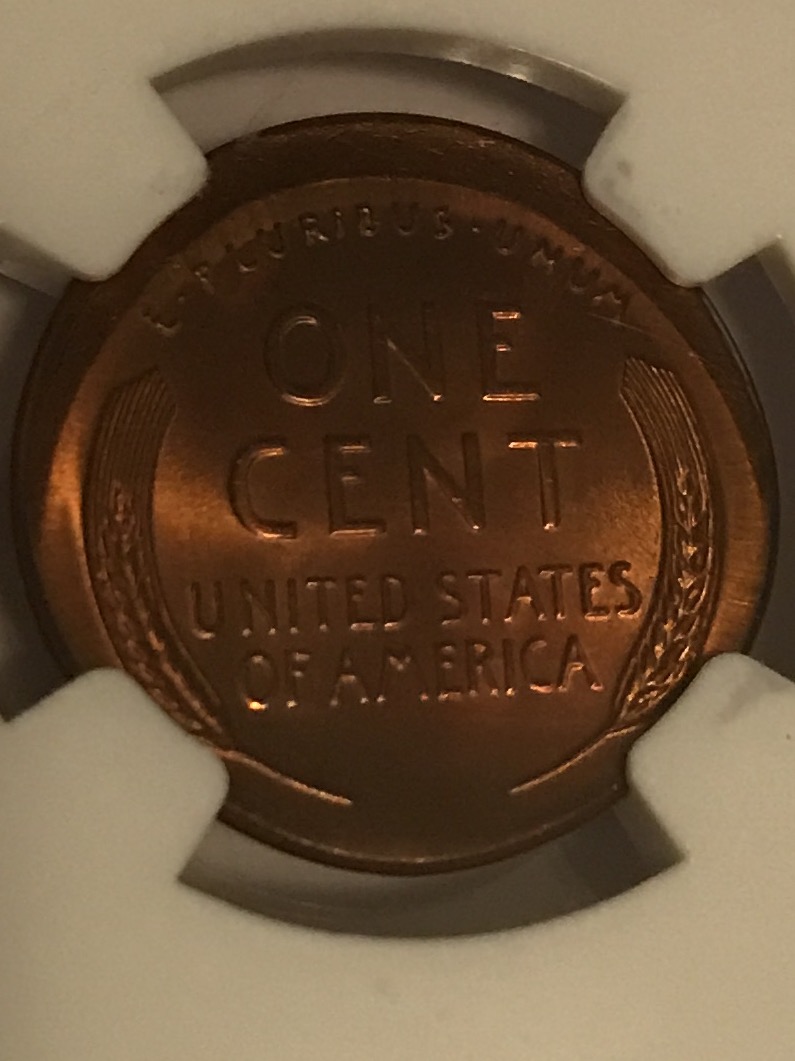 E·PLURIBUS·UNUM
ONE
CENT
UNITED STATES
OF AMERICA